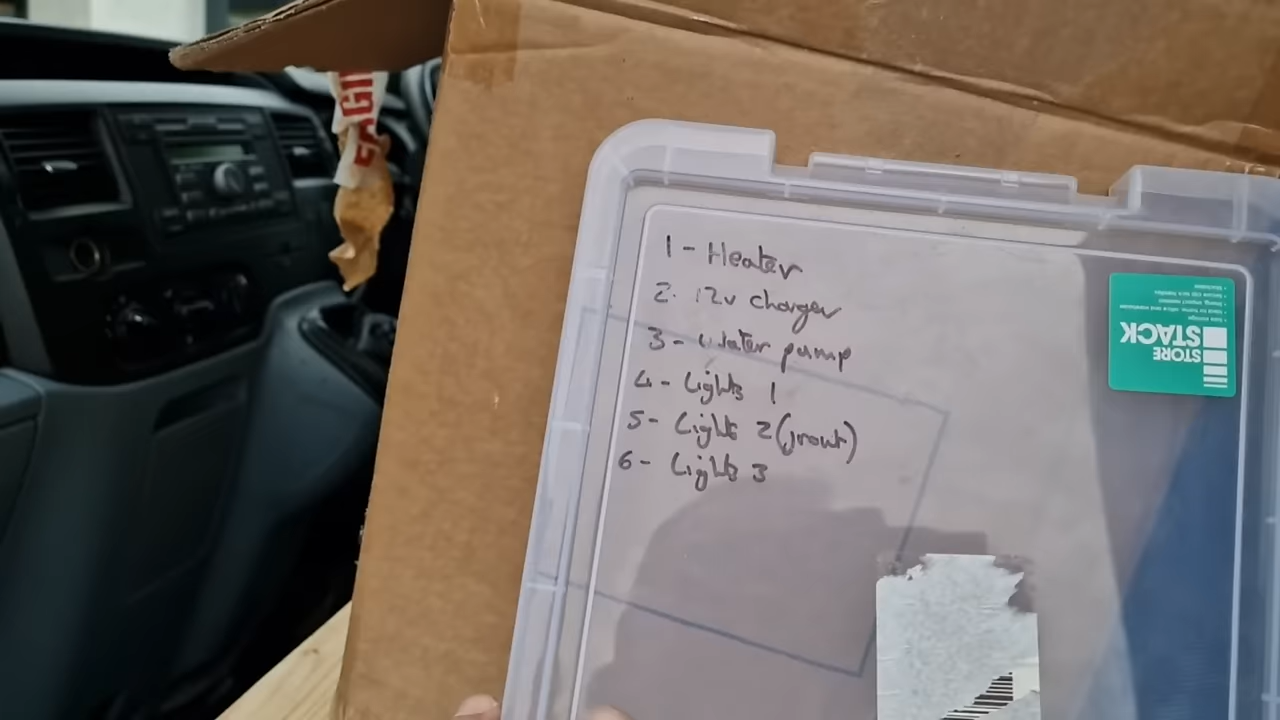 1 - Heater
2. 12v charger
3 - Water pump
4 - Lights 1
5 - Lights 2 (front)
6 - Lights 3
STORE
STACK